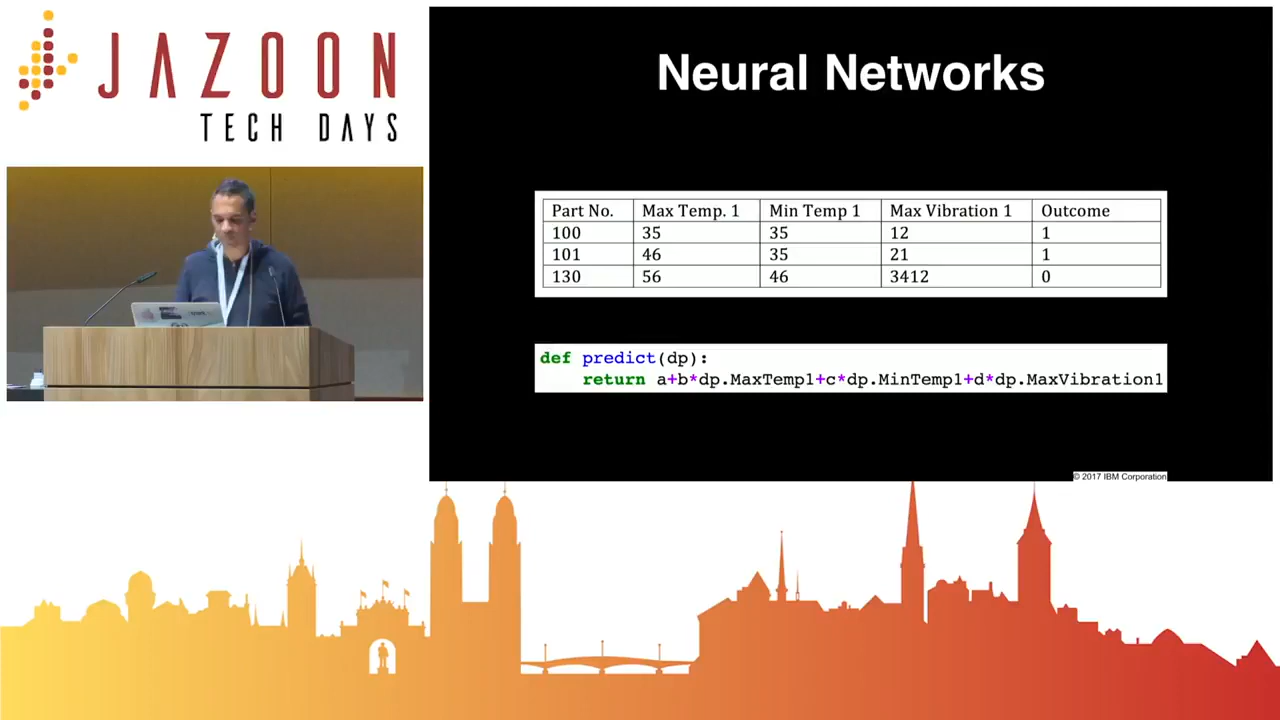 JAZOON
TECH DAYS
Neural Networks
Part No. Max Temp. 1 Min Temp 1 Max Vibration 1 Outcome
100 35 35 12 1
101 46 35 21 1
130 56 46 3412 0
def predict(dp):
return a+b*dp.MaxTemp1+c*dp.MinTemp1+d*dp.MaxVibration1
© 2017 IBM Corporation